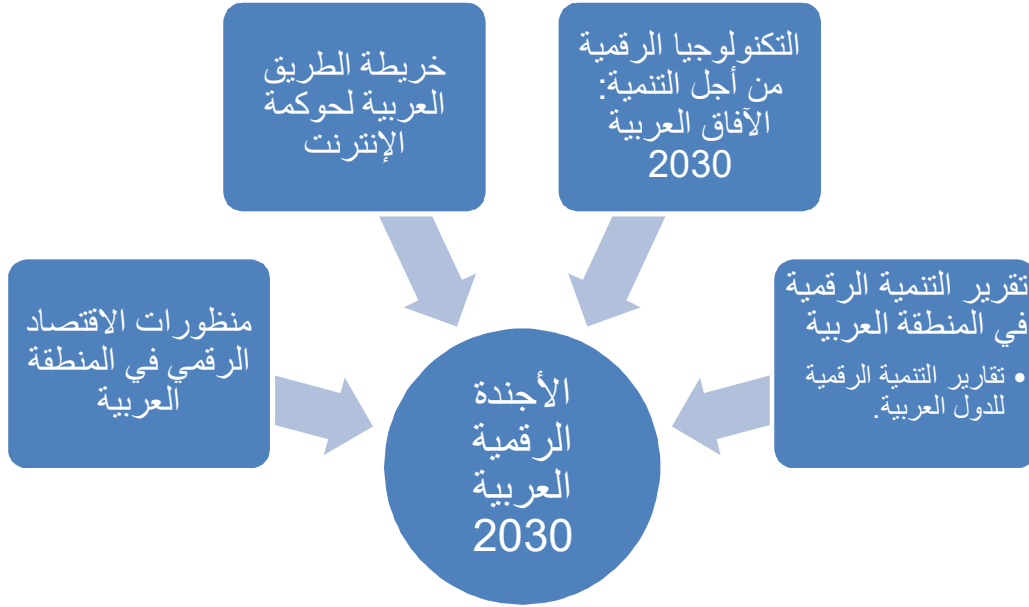 التكنولوجيا الرقمية
من أجل التنمية:
الآفاق العربية
2030
خريطة الطريق
العربية لحوكمة
الإنترنت
تقرير التنمية الرقمية
في المنطقة العربية
• تقارير التنمية الرقمية
للدول العربية.
منظورات الاقتصاد
الرقمي في المنطقة
العربية
الأجندة
الرقمية
العربية
2030